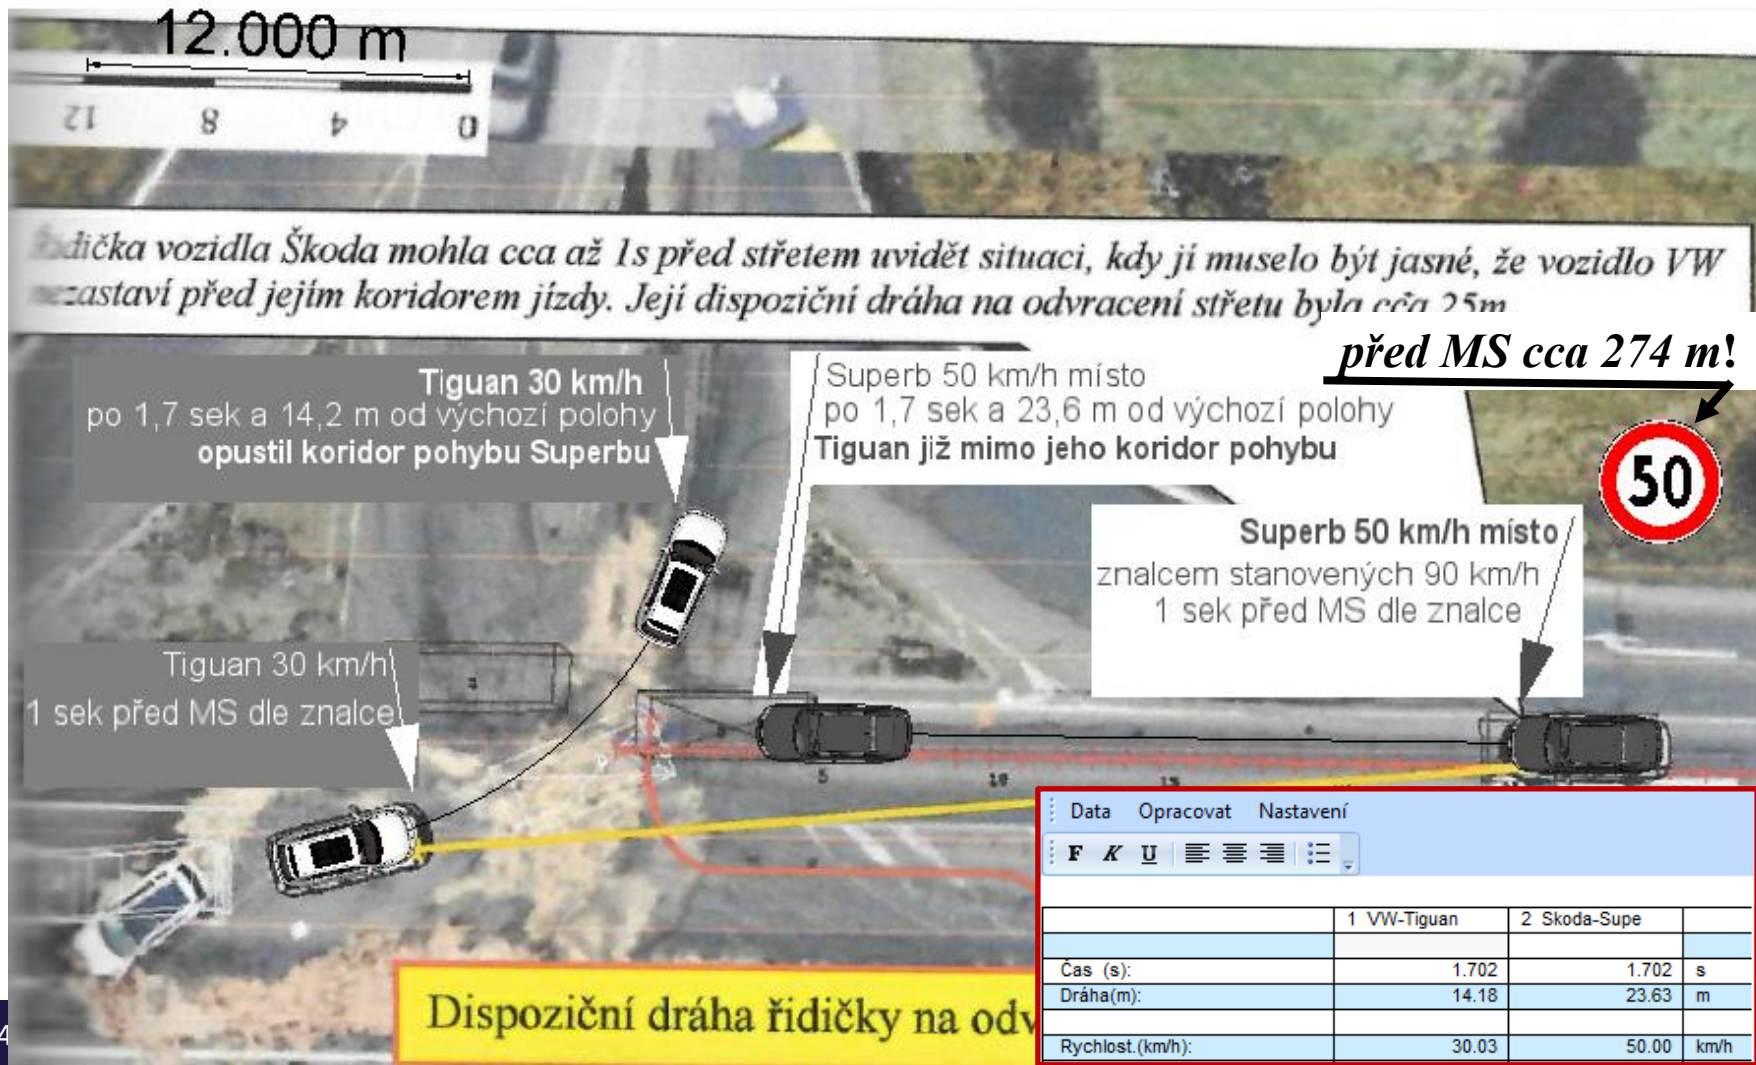 12.000 m
12 8 4 0
vozidla Škoda mohla cca až 1s před střetem uvidět situaci, kdy jí muselo být jasné, že vozidlo VW
nezastaví před jejím koridorem jízdy. Její dispoziční dráha na odvracení střetu byla cca 25m
před MS cca 274 m!
50
Tiguan 30 km/h
po 1,7 sek a 14,2 m od výchozí polohy
opustil koridor pohybu Superbu
Superb 50 km/h místo
po 1,7 sek a 23,6 m od výchozí polohy
Tiguan již mimo jeho koridor pohybu
Superb 50 km/h místo
znalcem stanovených 90 km/h
1 sek před MS dle znalce
Tiguan 30 km/h
1 sek před MS dle znalce
5 10 15
Data Opracovat Nastavení
F K U
1 VW-Tiguan 2 Skoda-Supe
Čas (s): 1.702 1.702 s
Dráha(m): 14.18 23.63 m
Rychlost.(km/h): 30.03 50.00 km/h
Dispoziční dráha řidičky na odv
4